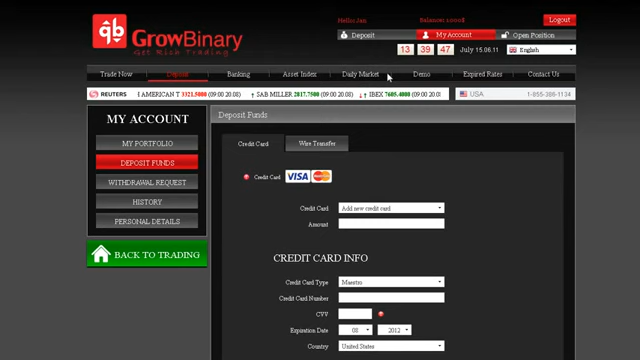 Hello Jan
Balance: 1000$
Logout
GrowBinary
Get Rich Trading
Deposit
My Account
Open Position
13 39 47
July 15.08.11
English
Trade Now
Deposit
Banking
Asset Index
Daily Market
Demo
Expired Rates
Contact Us
REUTERS
AMERICAN T 3321.5000 (09:00 20.08)
SAB MILLER 2817.7500 (09:00 20.08)
IBEX 7605.4000 (09:00 20.08)
USA
1-855-388-1134
MY ACCOUNT
MY PORTFOLIO
DEPOSIT FUNDS
WITHDRAWAL REQUEST
HISTORY
PERSONAL DETAILS
BACK TO TRADING
Deposit Funds
Credit Card
Wire Transfer
Credit Card
VISA
MasterCard
Credit Card
Add new credit card
Amount
CREDIT CARD INFO
Credit Card Type
Maestro
Credit Card Number
CVV
Expiration Date
08
2012
Country
United States